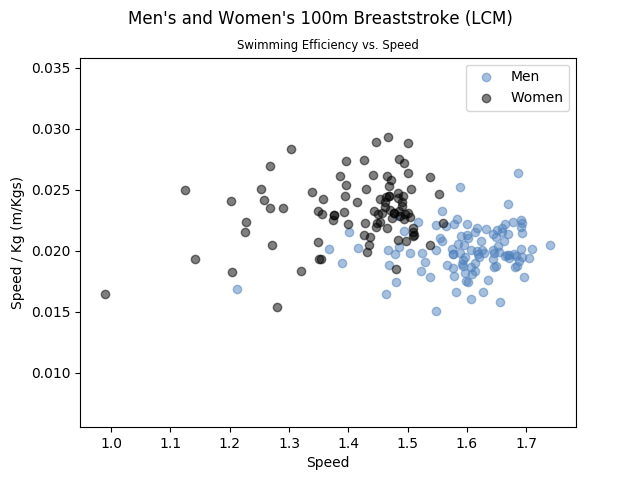 Men's and Women's 100m Breaststroke (LCM)
Swimming Efficiency vs. Speed
Men
Women
Speed / Kg (m/Kgs)
0.035
0.030
0.025
0.020
0.015
0.010
1.0 1.1 1.2 1.3 1.4 1.5 1.6 1.7
Speed